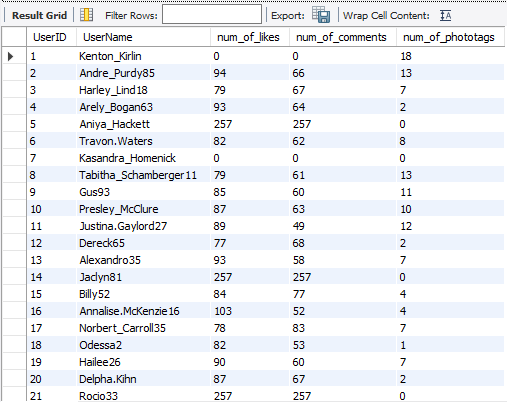 Result Grid Filter Rows: Export: Wrap Cell Content:
UserID UserName num_of_likes num_of_comments num_of_phototags
1 Kenton_Kirlin 0 0 18
2 Andre_Purdy85 94 66 13
3 Harley_Lind18 79 67 7
4 Arely_Bogan63 93 64 2
5 Aniya_Hackett 257 257 0
6 Travon.Waters 82 62 8
7 Kasandra_Homenick 0 0 0
8 Tabitha_Schamberger11 79 61 13
9 Gus93 85 60 11
10 Presley_McClure 87 63 10
11 Justina.Gaylord27 89 49 12
12 Dereck65 77 68 2
13 Alexandro35 93 58 7
14 Jaclyn81 257 257 0
15 Billy52 84 77 4
16 Annalise.McKenzie16 103 52 4
17 Norbert_Carroll35 78 83 7
18 Odessa2 82 53 1
19 Hailee26 90 60 7
20 Delpha.Kihn 87 67 2
21 Rocio33 257 257 0